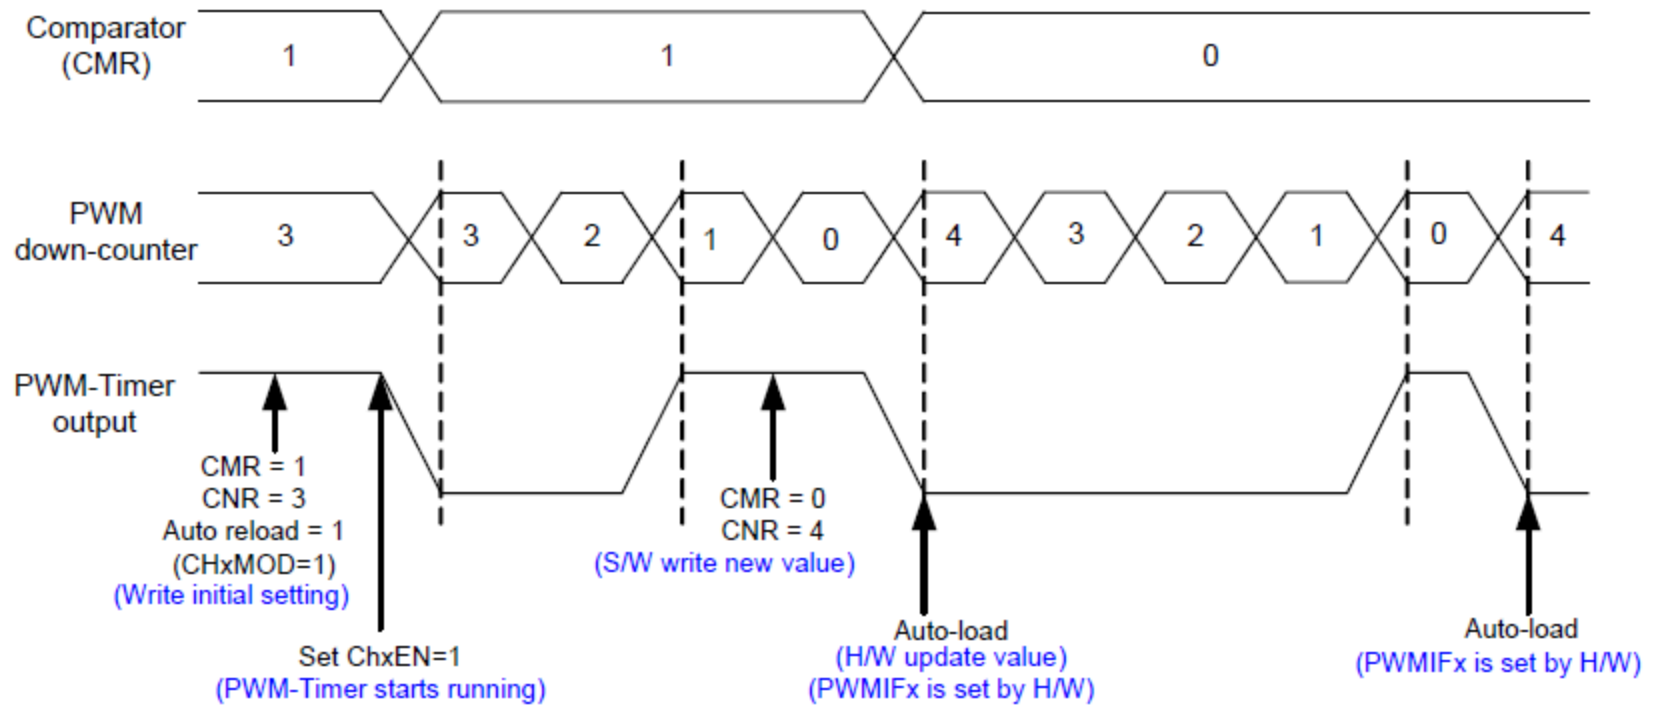 Comparator
(CMR)
1
1
0
PWM
down-counter
3
3
2
1
0
4
3
2
1
0
4
PWM-Timer
output
CMR = 1
CNR = 3
Auto reload = 1
(CHxMOD=1)
(Write initial setting)
Set ChxEN=1
(PWM-Timer starts running)
CMR = 0
CNR = 4
(S/W write new value)
Auto-load
(H/W update value)
(PWMIFx is set by H/W)
Auto-load
(PWMIFx is set by H/W)